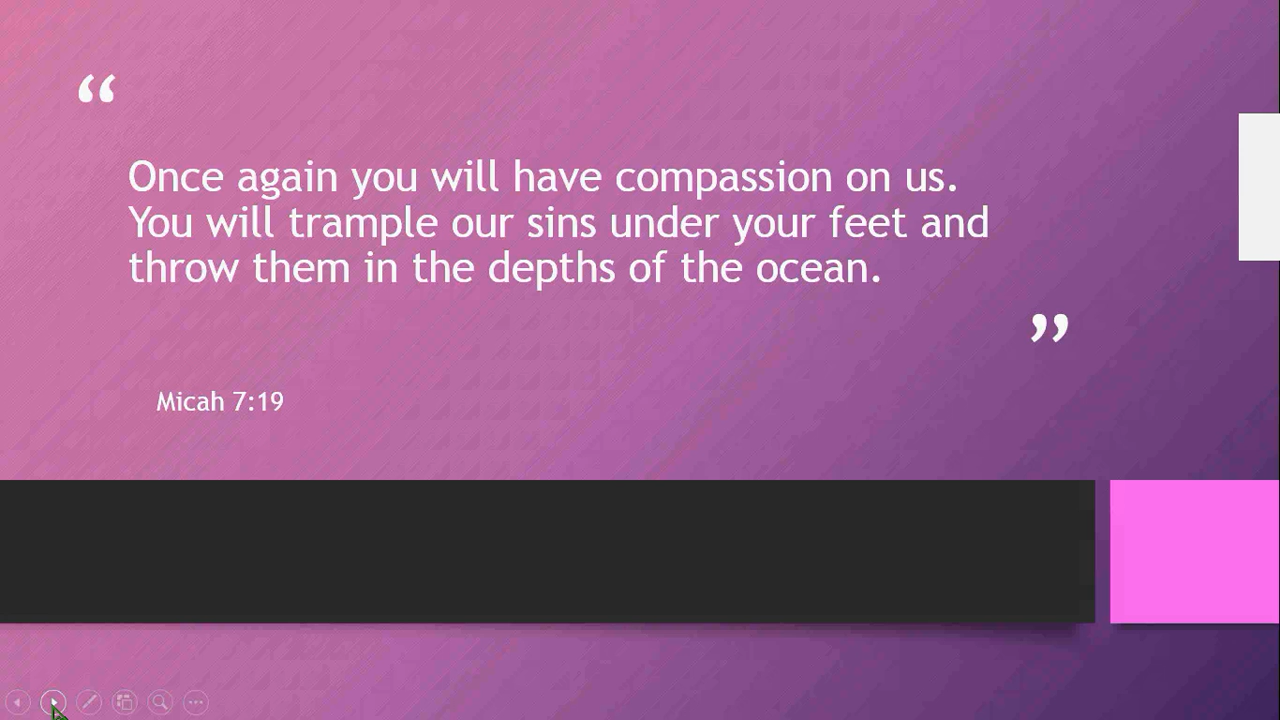 “
Once again you will have compassion on us.
You will trample our sins under your feet and
throw them in the depths of the ocean.
”
Micah 7:19